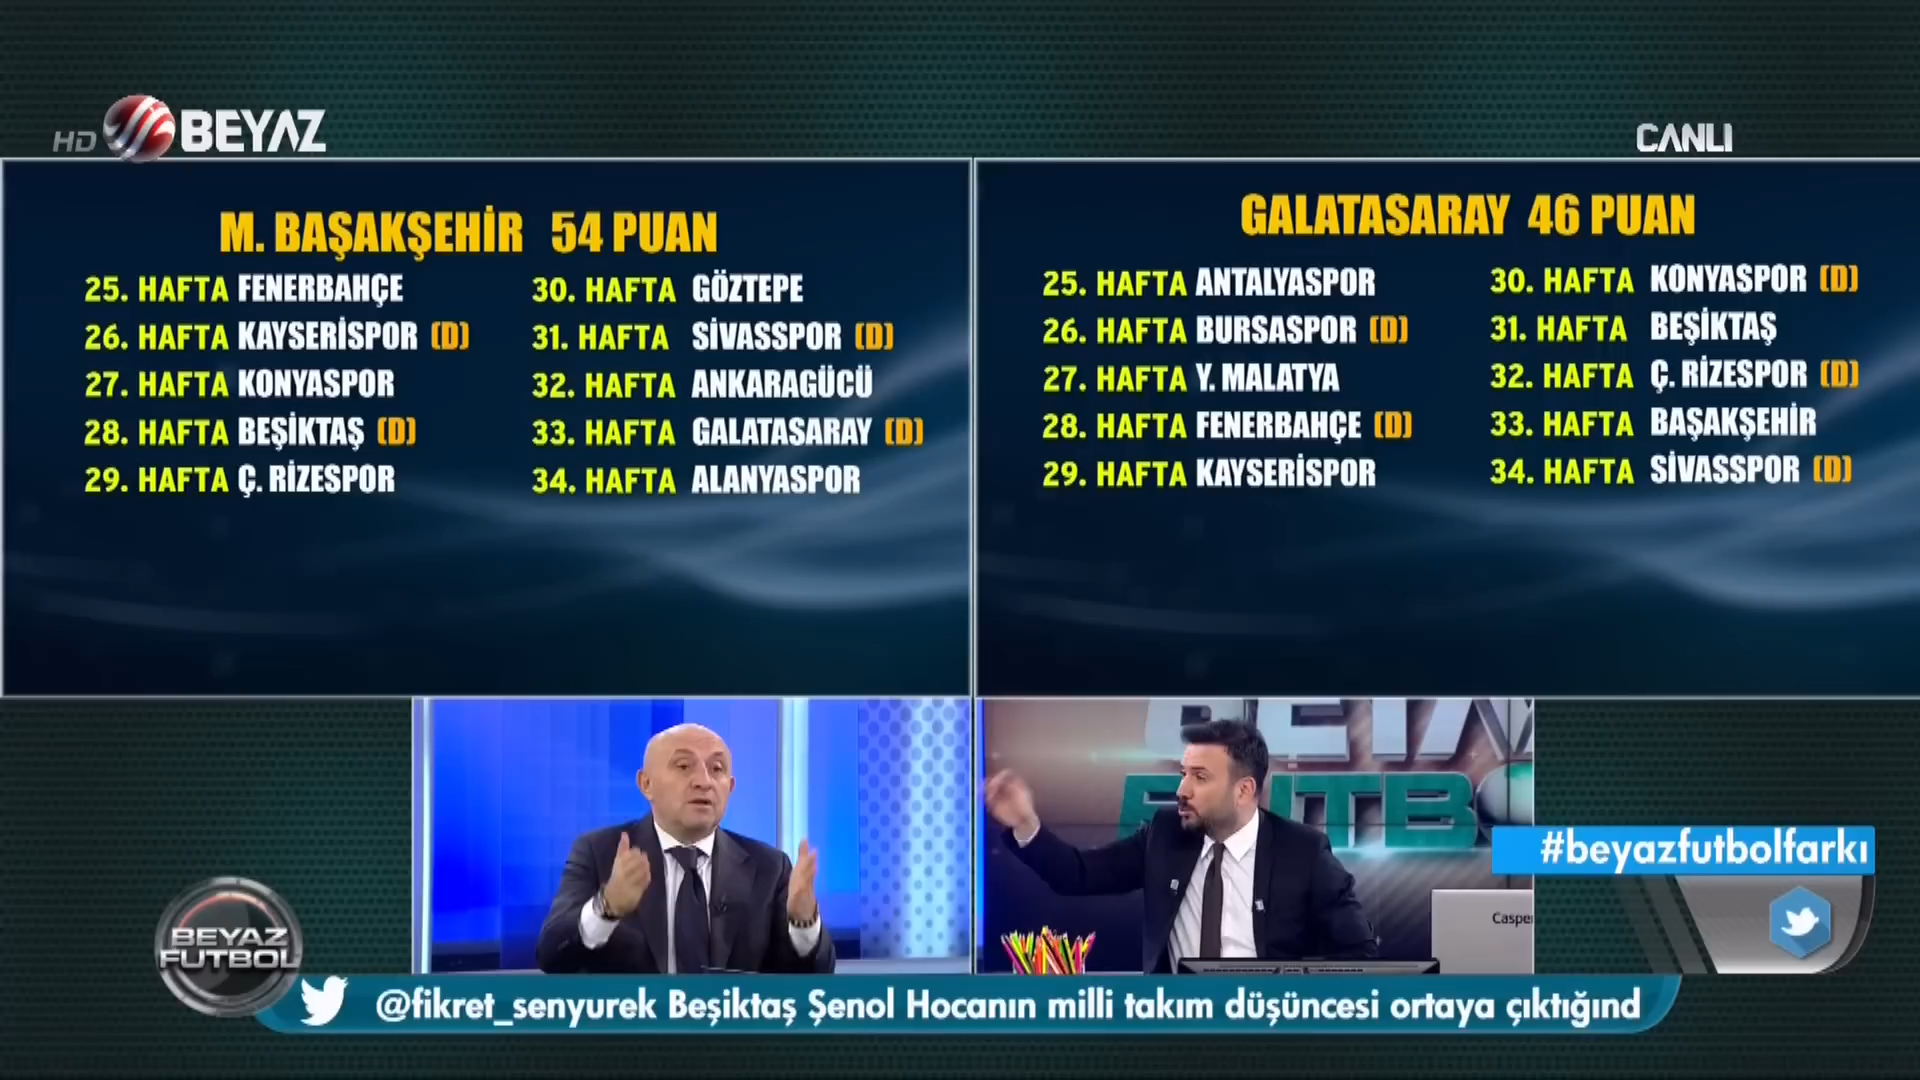 HD BEYAZ
CANLI
M. BAŞAKŞEHİR 54 PUAN
25. HAFTA FENERBAHÇE
26. HAFTA KAYSERİSPOR (D)
27. HAFTA KONYASPOR
28. HAFTA BEŞİKTAŞ (D)
29. HAFTA Ç. RİZESPOR
30. HAFTA GÖZTEPE
31. HAFTA SİVASSPOR (D)
32. HAFTA ANKARAGÜCÜ
33. HAFTA GALATASARAY (D)
34. HAFTA ALANYASPOR
GALATASARAY 46 PUAN
25. HAFTA ANTALYASPOR
26. HAFTA BURSASPOR (D)
27. HAFTA Y. MALATYA
28. HAFTA FENERBAHÇE (D)
29. HAFTA KAYSERİSPOR
30. HAFTA KONYASPOR (D)
31. HAFTA BEŞİKTAŞ
32. HAFTA Ç. RİZESPOR (D)
33. HAFTA BAŞAKŞEHİR
34. HAFTA SİVASSPOR (D)
#beyazfutbolfarkı
Casper
BEYAZ
FUTBOL
@fikret_senyurek Beşiktaş Şenol Hocanın milli takım düşüncesi ortaya çıktığınd